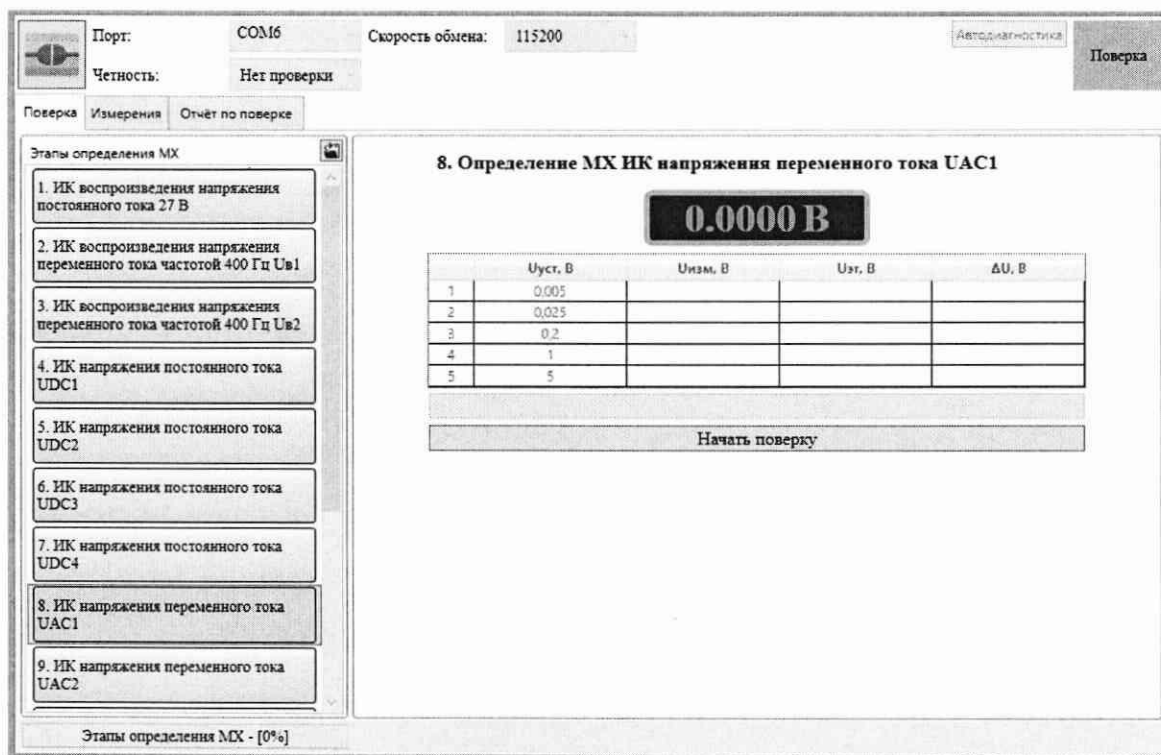 Порт: COM6 Скорость обмена: 115200 Автодиагностика
Поверка
Четность: Нет проверки
Поверка Измерения Отчёт по поверке
Этапы определения МХ
1. ИК воспроизведения напряжения
постоянного тока 27 В
2. ИК воспроизведения напряжения
переменного тока частотой 400 Гц Uв1
3. ИК воспроизведения напряжения
переменного тока частотой 400 Гц Uв2
4. ИК напряжения постоянного тока
UDC1
5. ИК напряжения постоянного тока
UDC2
6. ИК напряжения постоянного тока
UDC3
7. ИК напряжения постоянного тока
UDC4
8. ИК напряжения переменного тока
UAC1
9. ИК напряжения переменного тока
UAC2
Этапы определения МХ - [0%]
8. Определение МХ ИК напряжения переменного тока UAC1
0.0000 В
Uуст, В Uизм, В Uэт, В ΔU, В
1 0,005
2 0,025
3 0,2
4 1
5 5
Начать поверку